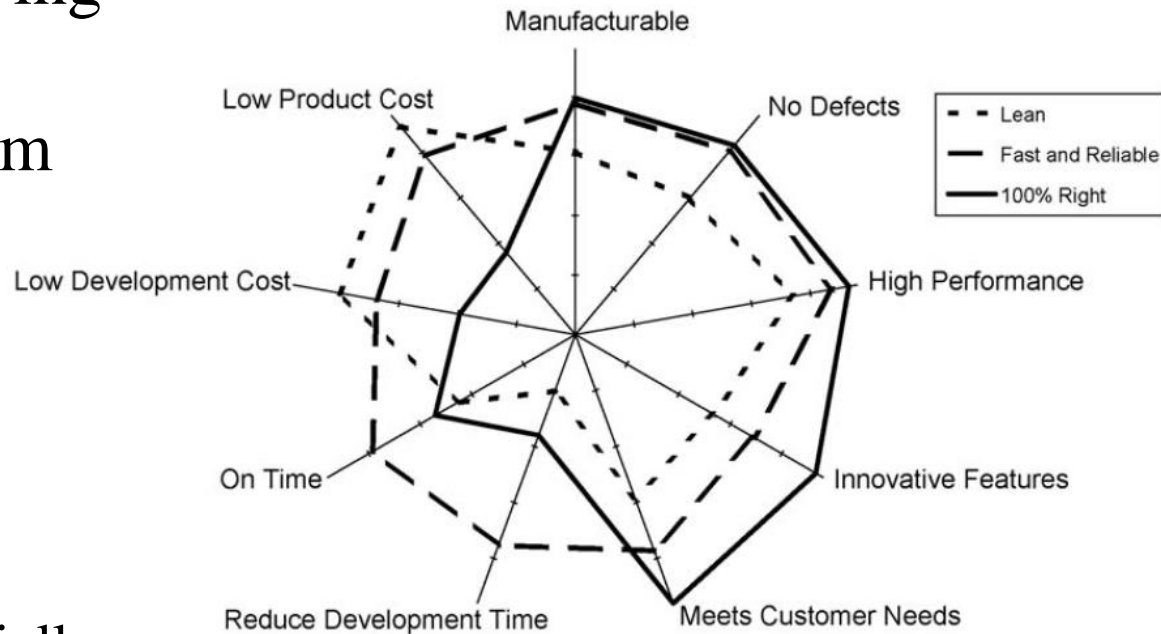 Manufacturable
Low Product Cost
No Defects
Lean
Fast and Reliable
100% Right
Low Development Cost
High Performance
On Time
Innovative Features
Reduce Development Time
Meets Customer Needs